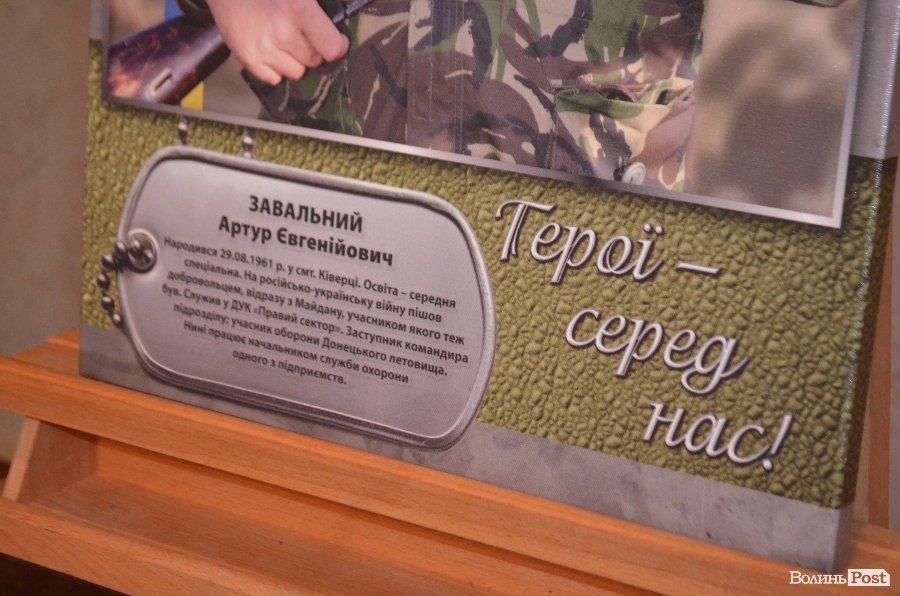 ЗАВАЛЬНИЙ
Артур Євгенійович
Народився 29.08.1961 р. у смт. Ківерці. Освіта – середня
спеціальна. На російсько-українську війну пішов
добровольцем, відразу з Майдану, учасником якого теж
був. Служив у ДУК «Правий сектор». Заступник командира
підрозділу; учасник оборони Донецького летовища.
Нині працює начальником служби охорони
одного з підприємств.
Герої –
серед
нас!
ВолиньPost